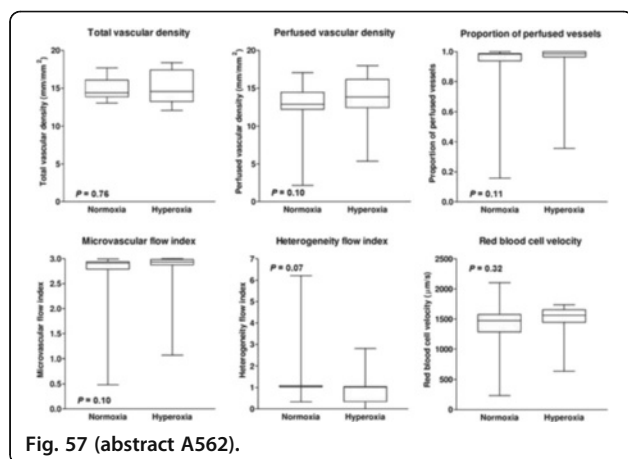 Total vascular density
Perfused vascular density
Proportion of perfused vessels
Total vascular density (mm/mm²)
20
15
10
5
0
P = 0.76
Normoxia
Hyperoxia
Perfused vascular density (mm/mm²)
20
15
10
5
0
P = 0.10
Normoxia
Hyperoxia
Proportion of perfused vessels
1.0
0.8
0.6
0.4
0.2
0.0
P = 0.11
Normoxia
Hyperoxia
Microvascular flow index
Heterogeneity flow index
Red blood cell velocity
Microvascular flow index
3.0
2.5
2.0
1.5
1.0
0.5
0.0
P = 0.10
Normoxia
Hyperoxia
Heterogeneity flow index
7
6
5
4
3
2
1
0
P = 0.07
Normoxia
Hyperoxia
Red blood cell velocity (μm/s)
2500
2000
1500
1000
500
0
P = 0.32
Normoxia
Hyperoxia
Fig. 57 (abstract A562).